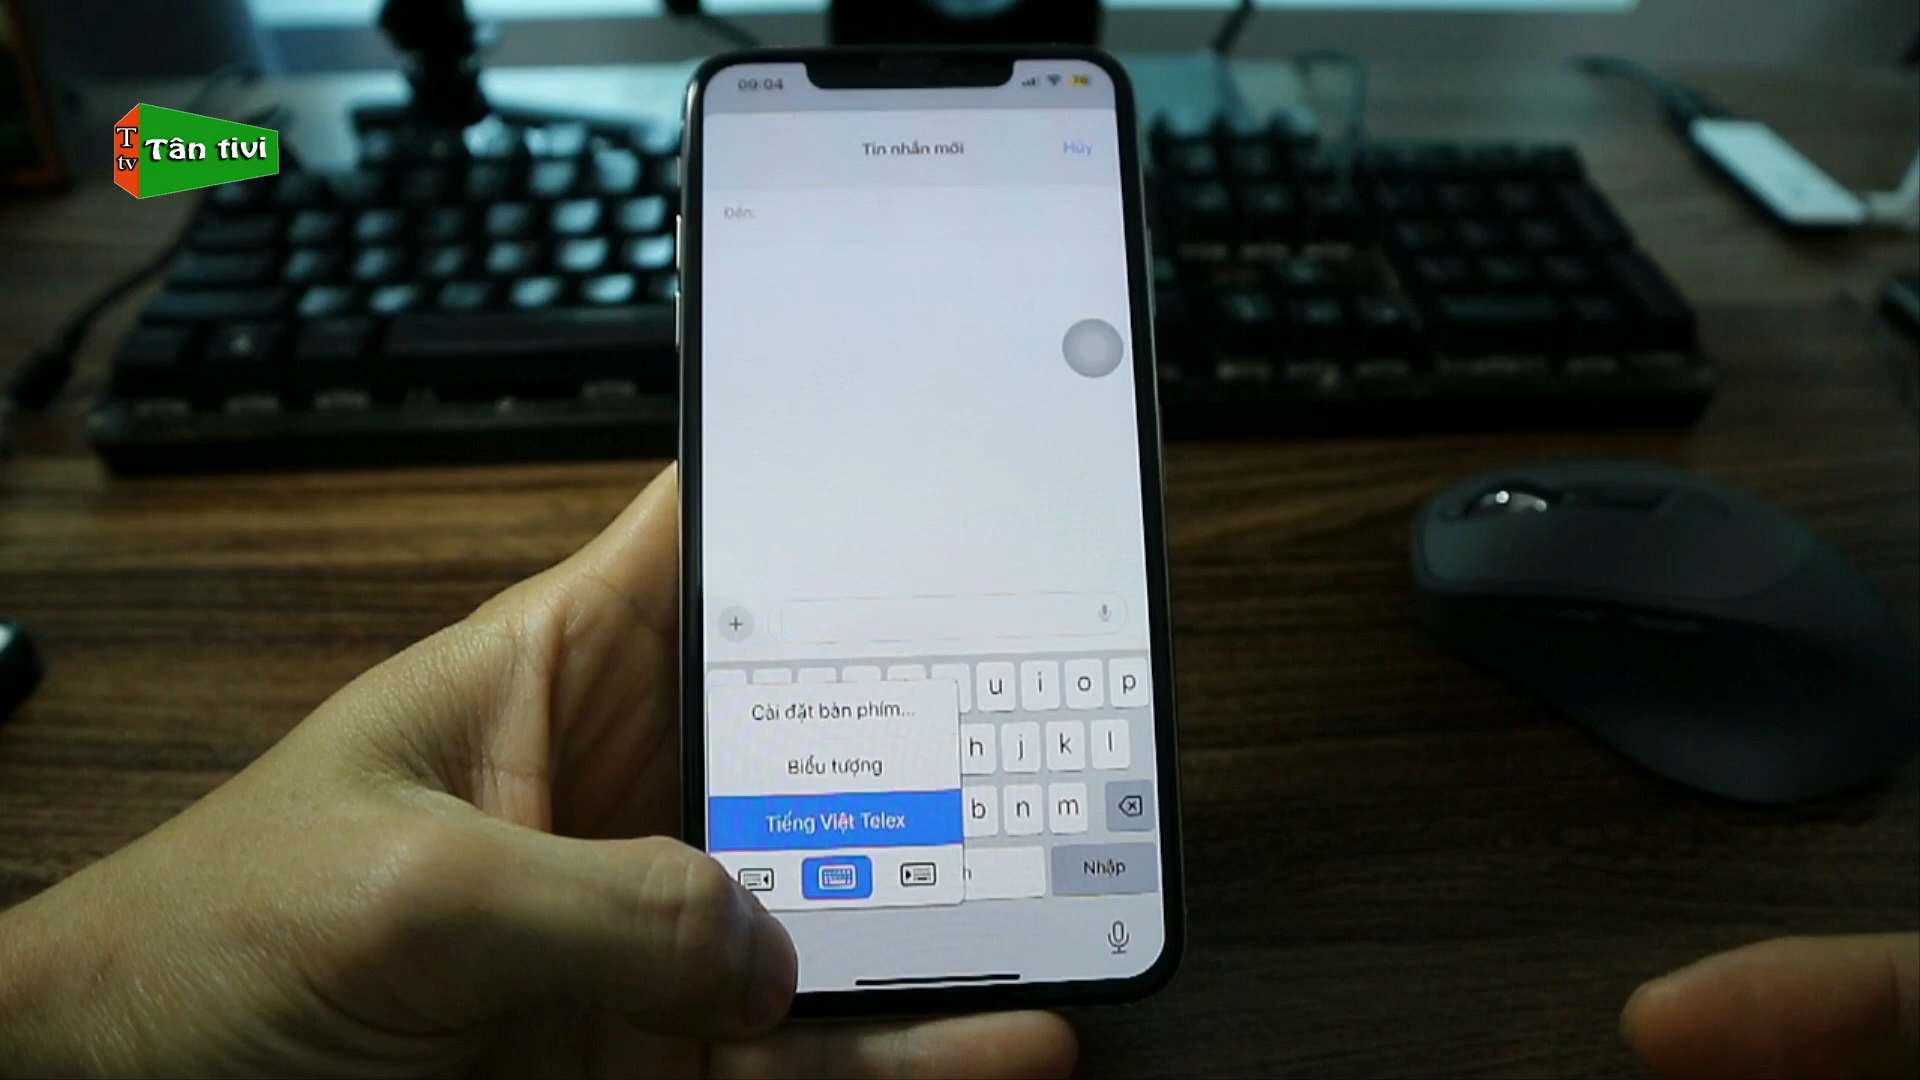 T
tv
Tân tivi
09:04
76
Tin nhắn mới
Hủy
Đến:
u i o p
Cài đặt bàn phím...
h j k l
Biểu tượng
b n m
Tiếng Việt Telex
h
Nhập